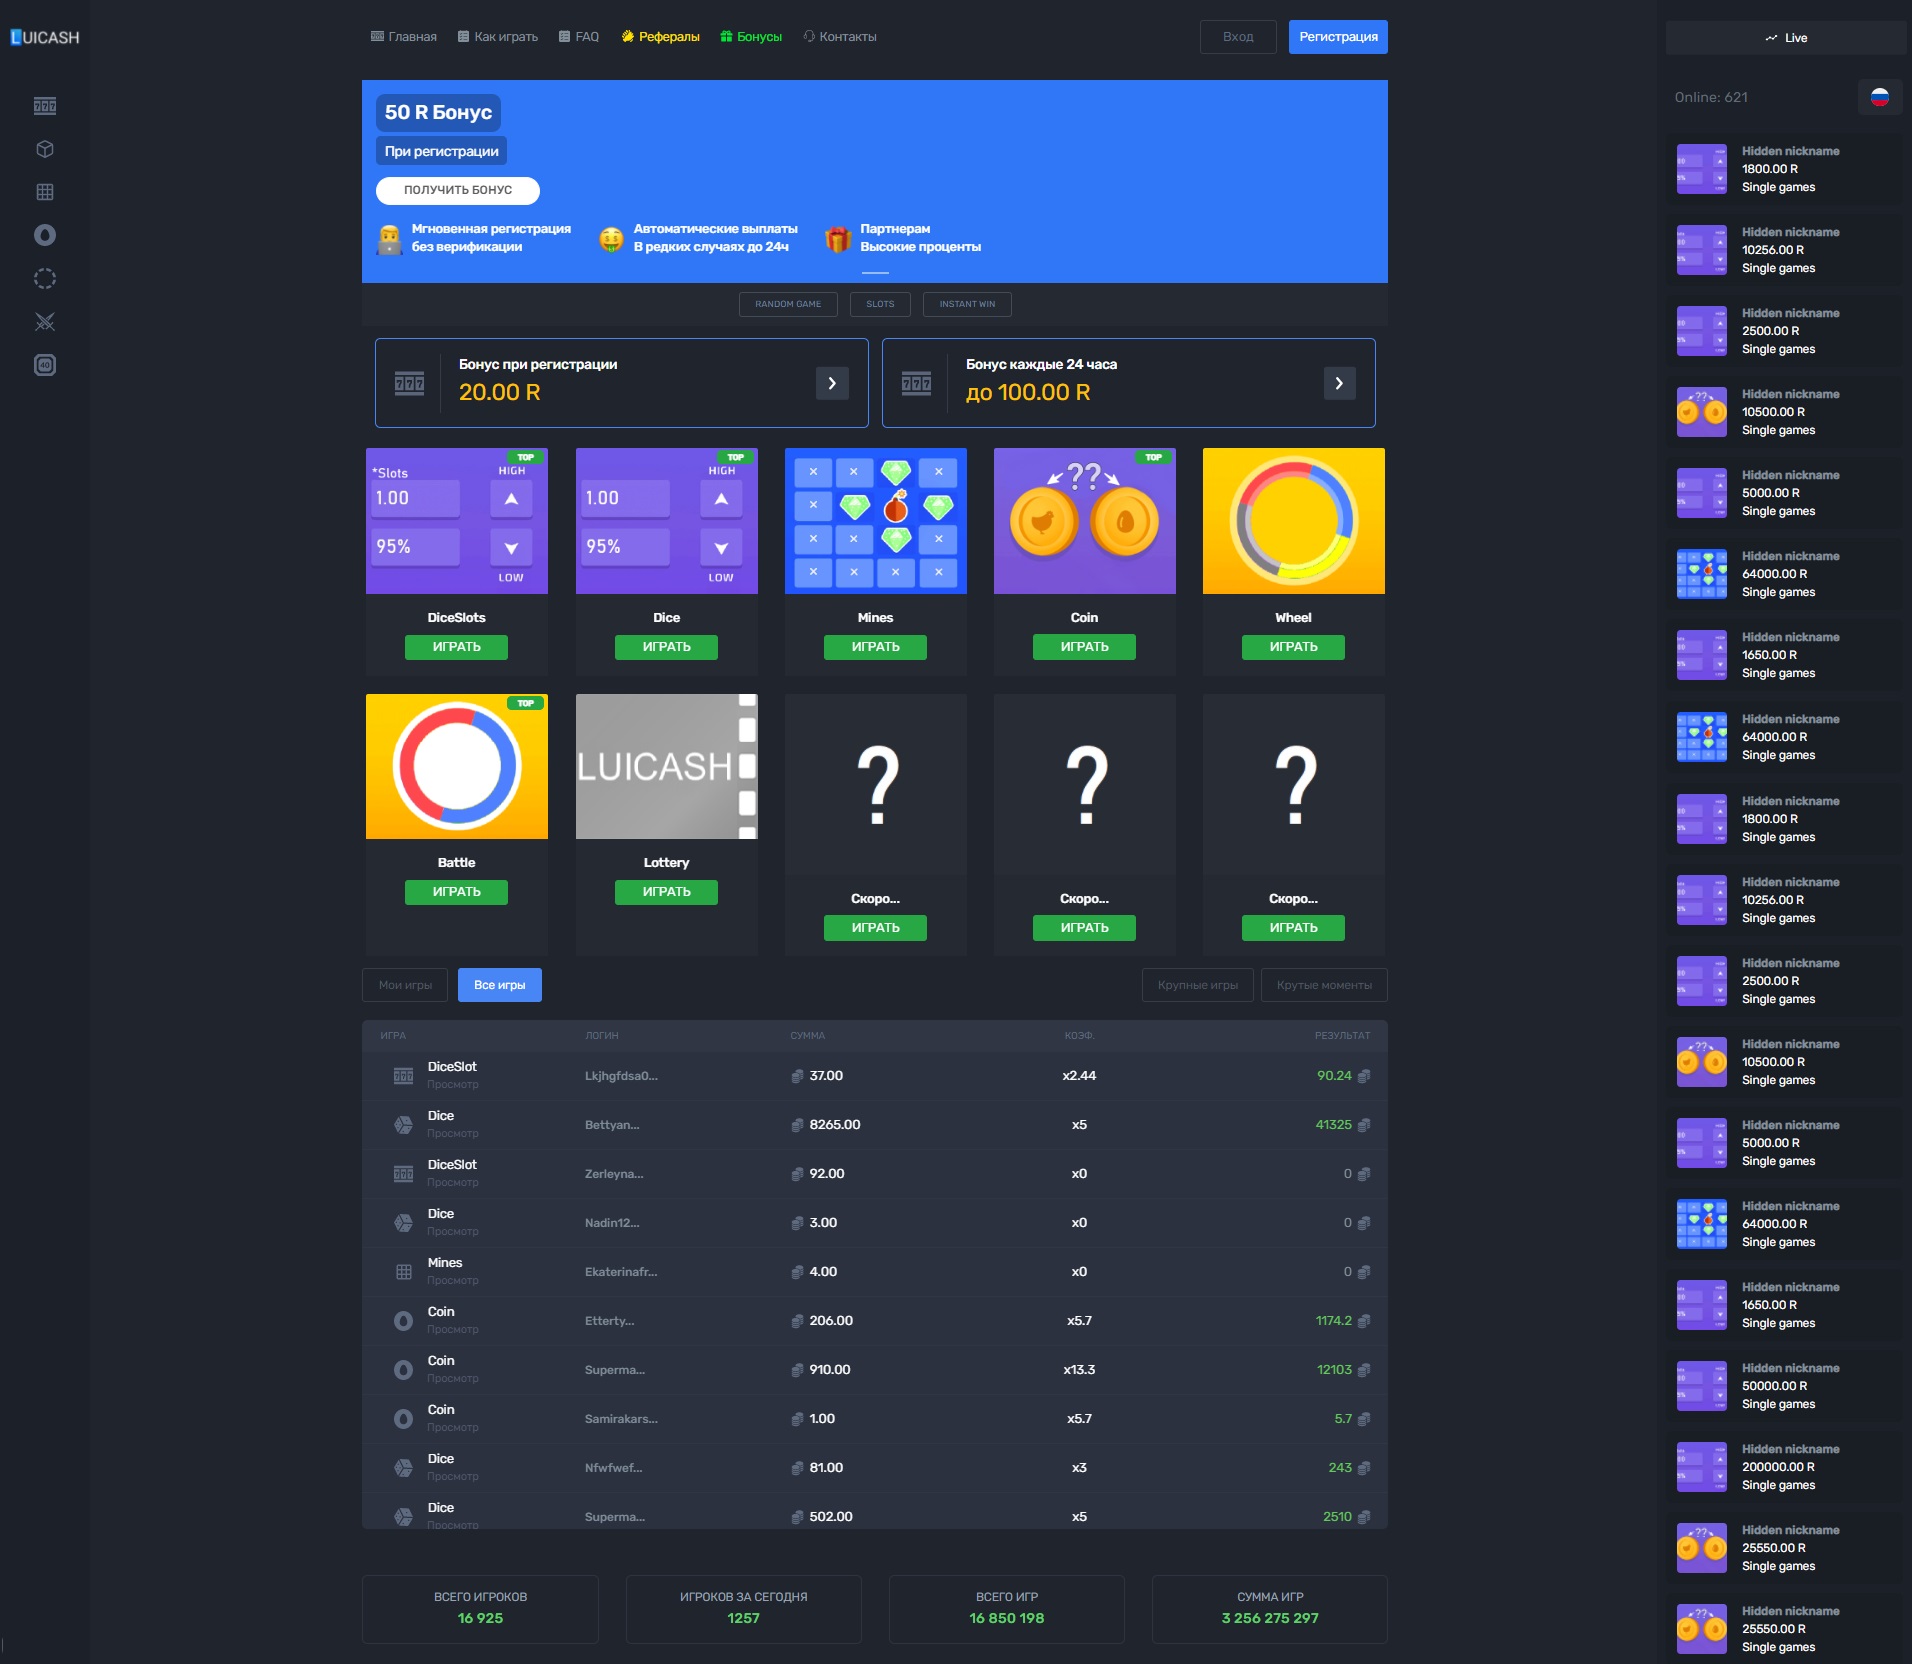 LUICASH
Главная
Как играть
FAQ
Рефералы
Бонусы
Контакты
Вход
Регистрация
50 R Бонус
При регистрации
ПОЛУЧИТЬ БОНУС
Мгновенная регистрация
без верификации
Автоматические выплаты
В редких случаях до 24ч
Партнерам
Высокие проценты
RANDOM GAME
SLOTS
INSTANT WIN
Бонус при регистрации
20.00 R
Бонус каждые 24 часа
до 100.00 R
TOP
*Slots
HIGH
1.00
95%
LOW
DiceSlots
ИГРАТЬ
TOP
HIGH
1.00
95%
LOW
Dice
ИГРАТЬ
Mines
ИГРАТЬ
TOP
??
Coin
ИГРАТЬ
Wheel
ИГРАТЬ
TOP
Battle
ИГРАТЬ
LUICASH
Lottery
ИГРАТЬ
?
Скоро...
ИГРАТЬ
?
Скоро...
ИГРАТЬ
?
Скоро...
ИГРАТЬ
Мои игры
Все игры
Крупные игры
Крутые моменты
ИГРА ЛОГИН СУММА КОЭФ. РЕЗУЛЬТАТ
DiceSlot
Просмотр
Lkjhgfdsa0... 37.00 x2.44 90.24
Dice
Просмотр
Bettyan... 8265.00 x5 41325
DiceSlot
Просмотр
Zerleyna... 92.00 x0 0
Dice
Просмотр
Nadin12... 3.00 x0 0
Mines
Просмотр
Ekaterinafr... 4.00 x0 0
Coin
Просмотр
Etterty... 206.00 x5.7 1174.2
Coin
Просмотр
Superma... 910.00 x13.3 12103
Coin
Просмотр
Samirakars... 1.00 x5.7 5.7
Dice
Просмотр
Nfwfwef... 81.00 x3 243
Dice
Просмотр
Superma... 502.00 x5 2510
ВСЕГО ИГРОКОВ
16 925
ИГРОКОВ ЗА СЕГОДНЯ
1257
ВСЕГО ИГР
16 850 198
СУММА ИГР
3 256 275 297
Live
Online: 621
Hidden nickname
1800.00 R
Single games
Hidden nickname
10256.00 R
Single games
Hidden nickname
2500.00 R
Single games
Hidden nickname
10500.00 R
Single games
Hidden nickname
5000.00 R
Single games
Hidden nickname
64000.00 R
Single games
Hidden nickname
1650.00 R
Single games
Hidden nickname
64000.00 R
Single games
Hidden nickname
1800.00 R
Single games
Hidden nickname
10256.00 R
Single games
Hidden nickname
2500.00 R
Single games
Hidden nickname
10500.00 R
Single games
Hidden nickname
5000.00 R
Single games
Hidden nickname
64000.00 R
Single games
Hidden nickname
1650.00 R
Single games
Hidden nickname
50000.00 R
Single games
Hidden nickname
200000.00 R
Single games
Hidden nickname
25550.00 R
Single games
Hidden nickname
25550.00 R
Single games